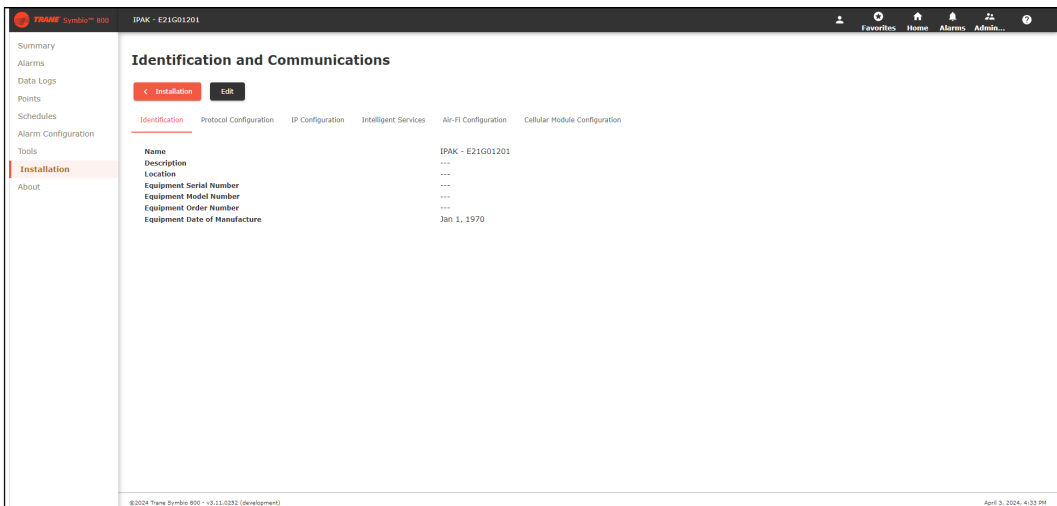 TRANE Symbio™ 800
IPAK - E21G01201
Favorites Home Alarms Admin...
Summary
Alarms
Data Logs
Points
Schedules
Alarm Configuration
Tools
Installation
About
Identification and Communications
< Installation Edit
Identification Protocol Configuration IP Configuration Intelligent Services Air-Fi Configuration Cellular Module Configuration
Name IPAK - E21G01201
Description ---
Location ---
Equipment Serial Number ---
Equipment Model Number ---
Equipment Order Number ---
Equipment Date of Manufacture Jan 1, 1970
©2024 Trane Symbio 800 - v3.11.0252 (development) April 3, 2024, 4:33 PM